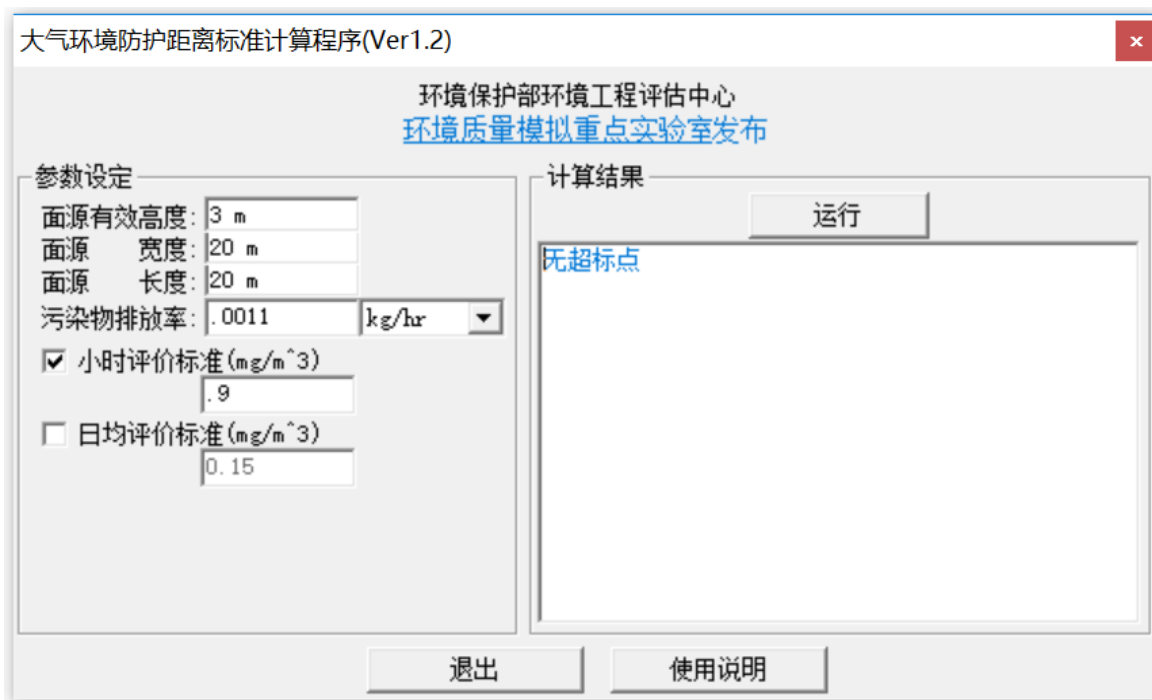 大气环境防护距离标准计算程序(Ver1.2)
×
环境保护部环境工程评估中心
环境质量模拟重点实验室发布
参数设定
面源有效高度: 3 m
面源 宽度: 20 m
面源 长度: 20 m
污染物排放率: .0011 kg/hr
小时评价标准(mg/m^3)
.9
日均评价标准(mg/m^3)
0.15
计算结果
运行
无超标点
退出
使用说明